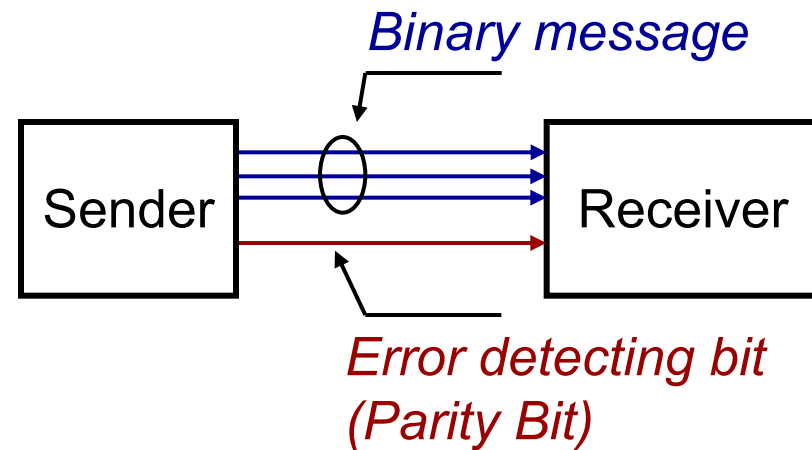 Binary message
Sender
Receiver
Error detecting bit
(Parity Bit)